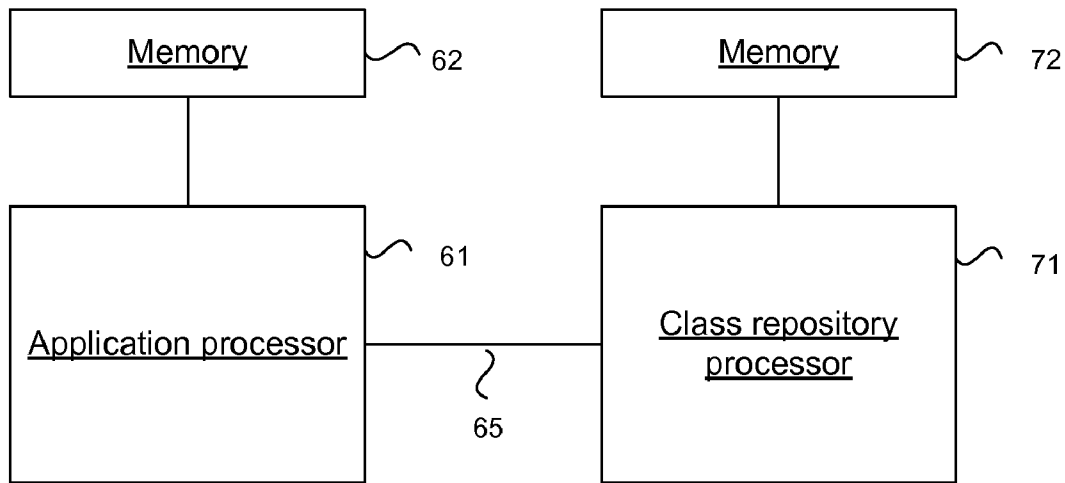 Memory
62
Memory
72
61
71
Application processor
Class repository
processor
65